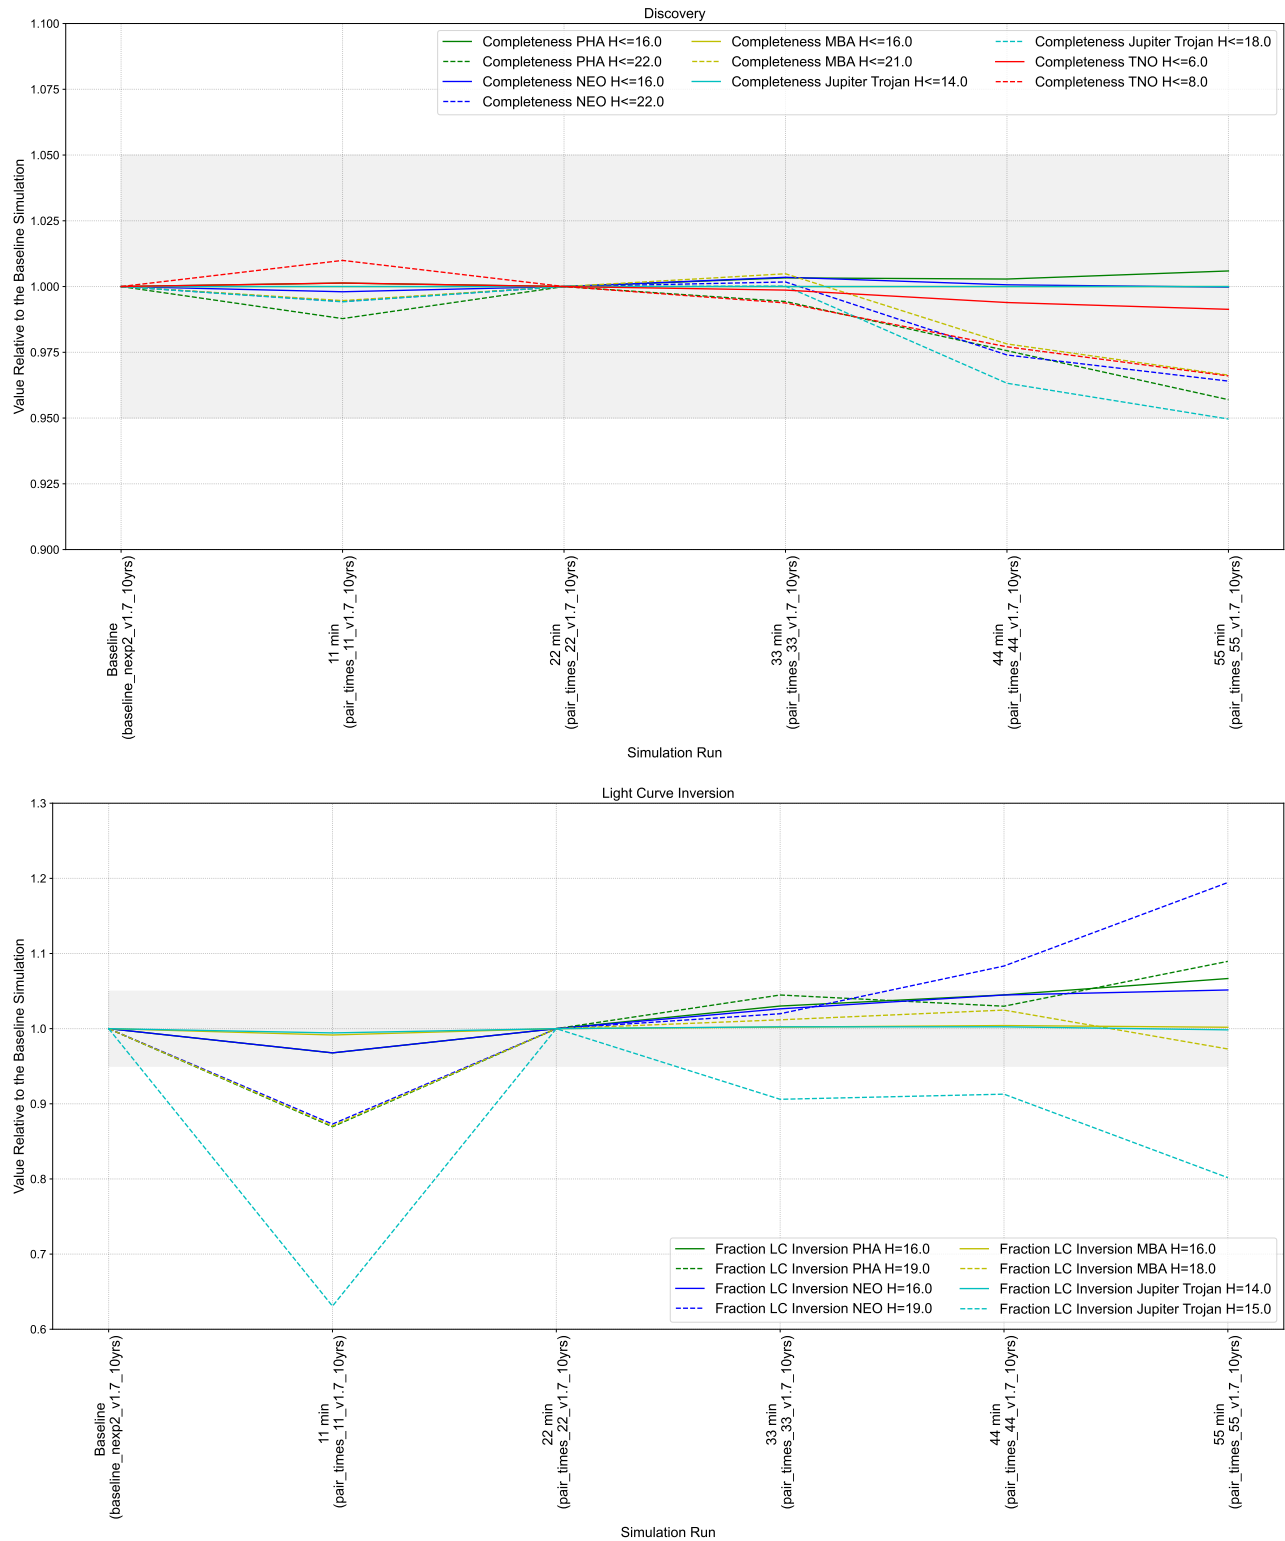 Discovery
1.100
1.075
1.050
1.025
1.000
0.975
0.950
0.925
0.900
Value Relative to the Baseline Simulation
Completeness PHA H<=16.0
Completeness PHA H<=22.0
Completeness NEO H<=16.0
Completeness NEO H<=22.0
Completeness MBA H<=16.0
Completeness MBA H<=21.0
Completeness Jupiter Trojan H<=14.0
Completeness Jupiter Trojan H<=18.0
Completeness TNO H<=6.0
Completeness TNO H<=8.0
Baseline
(baseline_nexp2_v1.7_10yrs)
11 min
(pair_times_11_v1.7_10yrs)
22 min
(pair_times_22_v1.7_10yrs)
33 min
(pair_times_33_v1.7_10yrs)
44 min
(pair_times_44_v1.7_10yrs)
55 min
(pair_times_55_v1.7_10yrs)
Simulation Run
Light Curve Inversion
1.3
1.2
1.1
1.0
0.9
0.8
0.7
0.6
Value Relative to the Baseline Simulation
Fraction LC Inversion PHA H=16.0
Fraction LC Inversion PHA H=19.0
Fraction LC Inversion NEO H=16.0
Fraction LC Inversion NEO H=19.0
Fraction LC Inversion MBA H=16.0
Fraction LC Inversion MBA H=18.0
Fraction LC Inversion Jupiter Trojan H=14.0
Fraction LC Inversion Jupiter Trojan H=15.0
Baseline
(baseline_nexp2_v1.7_10yrs)
11 min
(pair_times_11_v1.7_10yrs)
22 min
(pair_times_22_v1.7_10yrs)
33 min
(pair_times_33_v1.7_10yrs)
44 min
(pair_times_44_v1.7_10yrs)
55 min
(pair_times_55_v1.7_10yrs)
Simulation Run